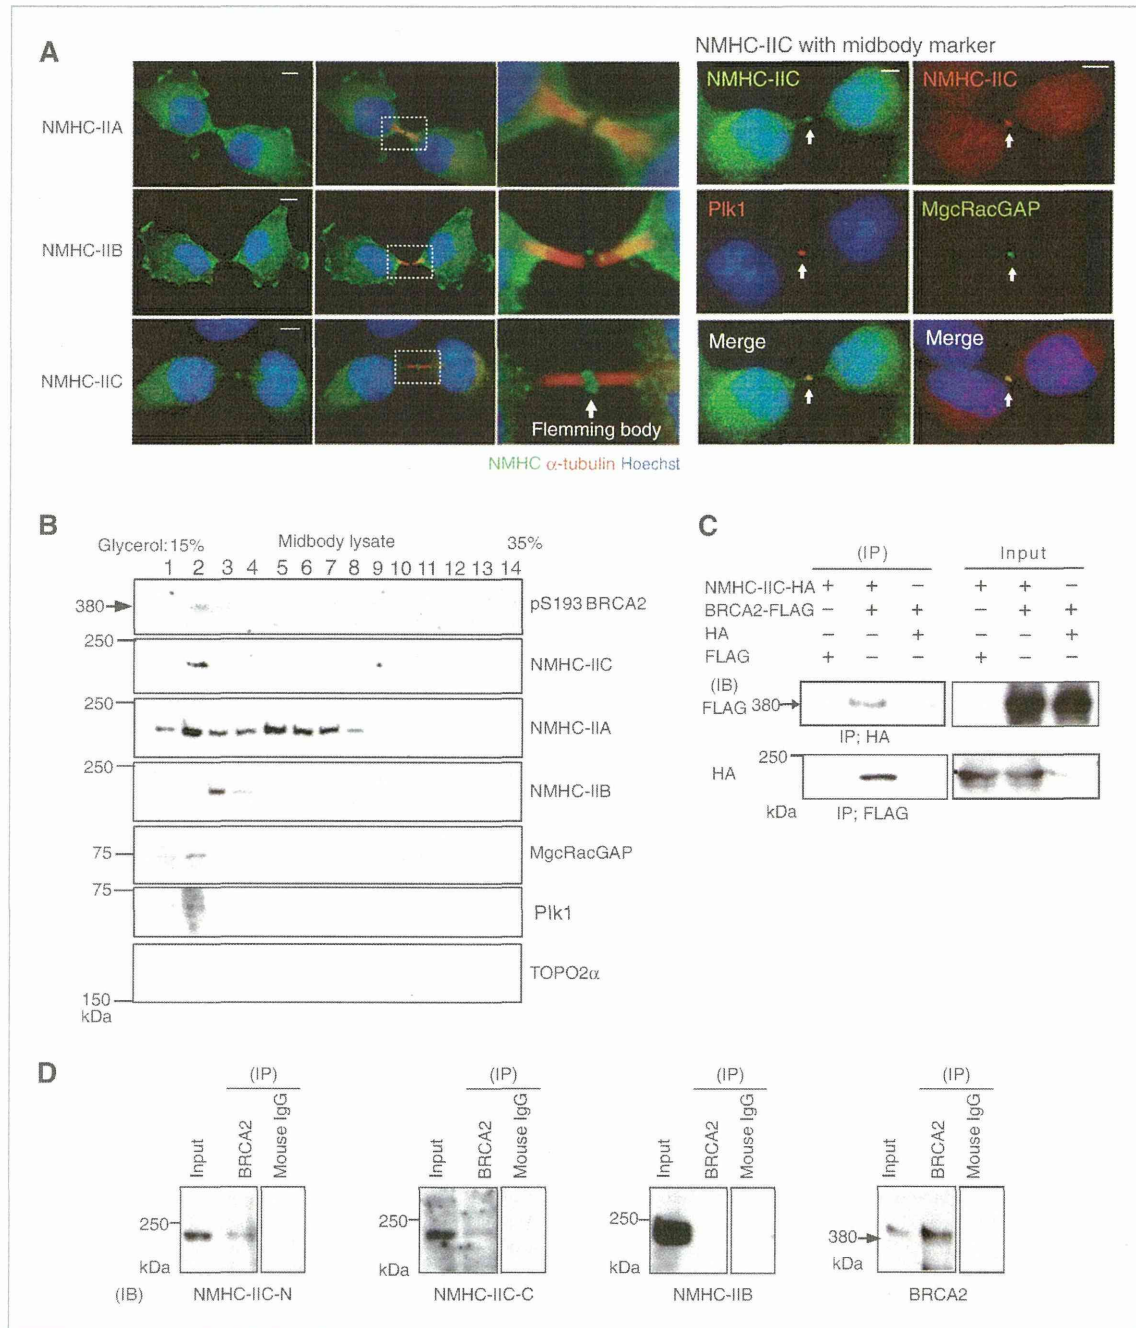 A
NMHC-IIC with midbody marker
NMHC-IIA
NMHC-IIB
NMHC-IIC
Flemming body
NMHC α-tubulin Hoechst
NMHC-IIC
NMHC-IIC
Plk1
MgcRacGAP
Merge
Merge
B
Glycerol: 15% Midbody lysate 35%
1 2 3 4 5 6 7 8 9 10 11 12 13 14
380 pS193 BRCA2
250 NMHC-IIC
250 NMHC-IIA
250 NMHC-IIB
75 MgcRacGAP
75 Plk1
TOPO2α
150
kDa
C
(IP) Input
NMHC-IIC-HA + + − + + −
BRCA2-FLAG − + + − + +
HA − − + − − +
FLAG + − − + − −
(IB)
FLAG 380
IP; HA
250
HA
kDa IP; FLAG
D
(IP) (IP) (IP) (IP)
Input BRCA2 Mouse IgG Input BRCA2 Mouse IgG Input BRCA2 Mouse IgG Input BRCA2 Mouse IgG
250 250 250 380
kDa kDa kDa kDa
(IB) NMHC-IIC-N NMHC-IIC-C NMHC-IIB BRCA2